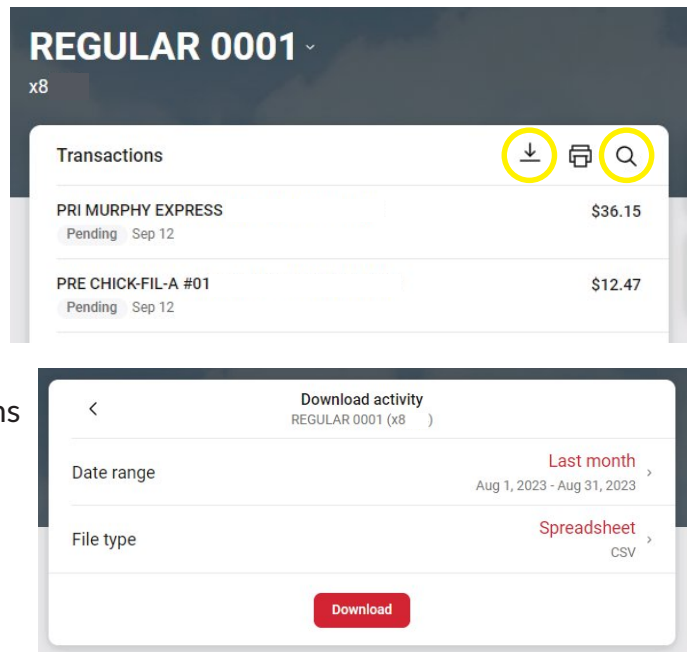 REGULAR 0001
x8
Transactions
PRI MURPHY EXPRESS
$36.15
Pending Sep 12
PRE CHICK-FIL-A #01
$12.47
Pending Sep 12
ns
Download activity
REGULAR 0001 (x8 )
Date range
Last month
Aug 1, 2023 - Aug 31, 2023
File type
Spreadsheet
CSV
Download